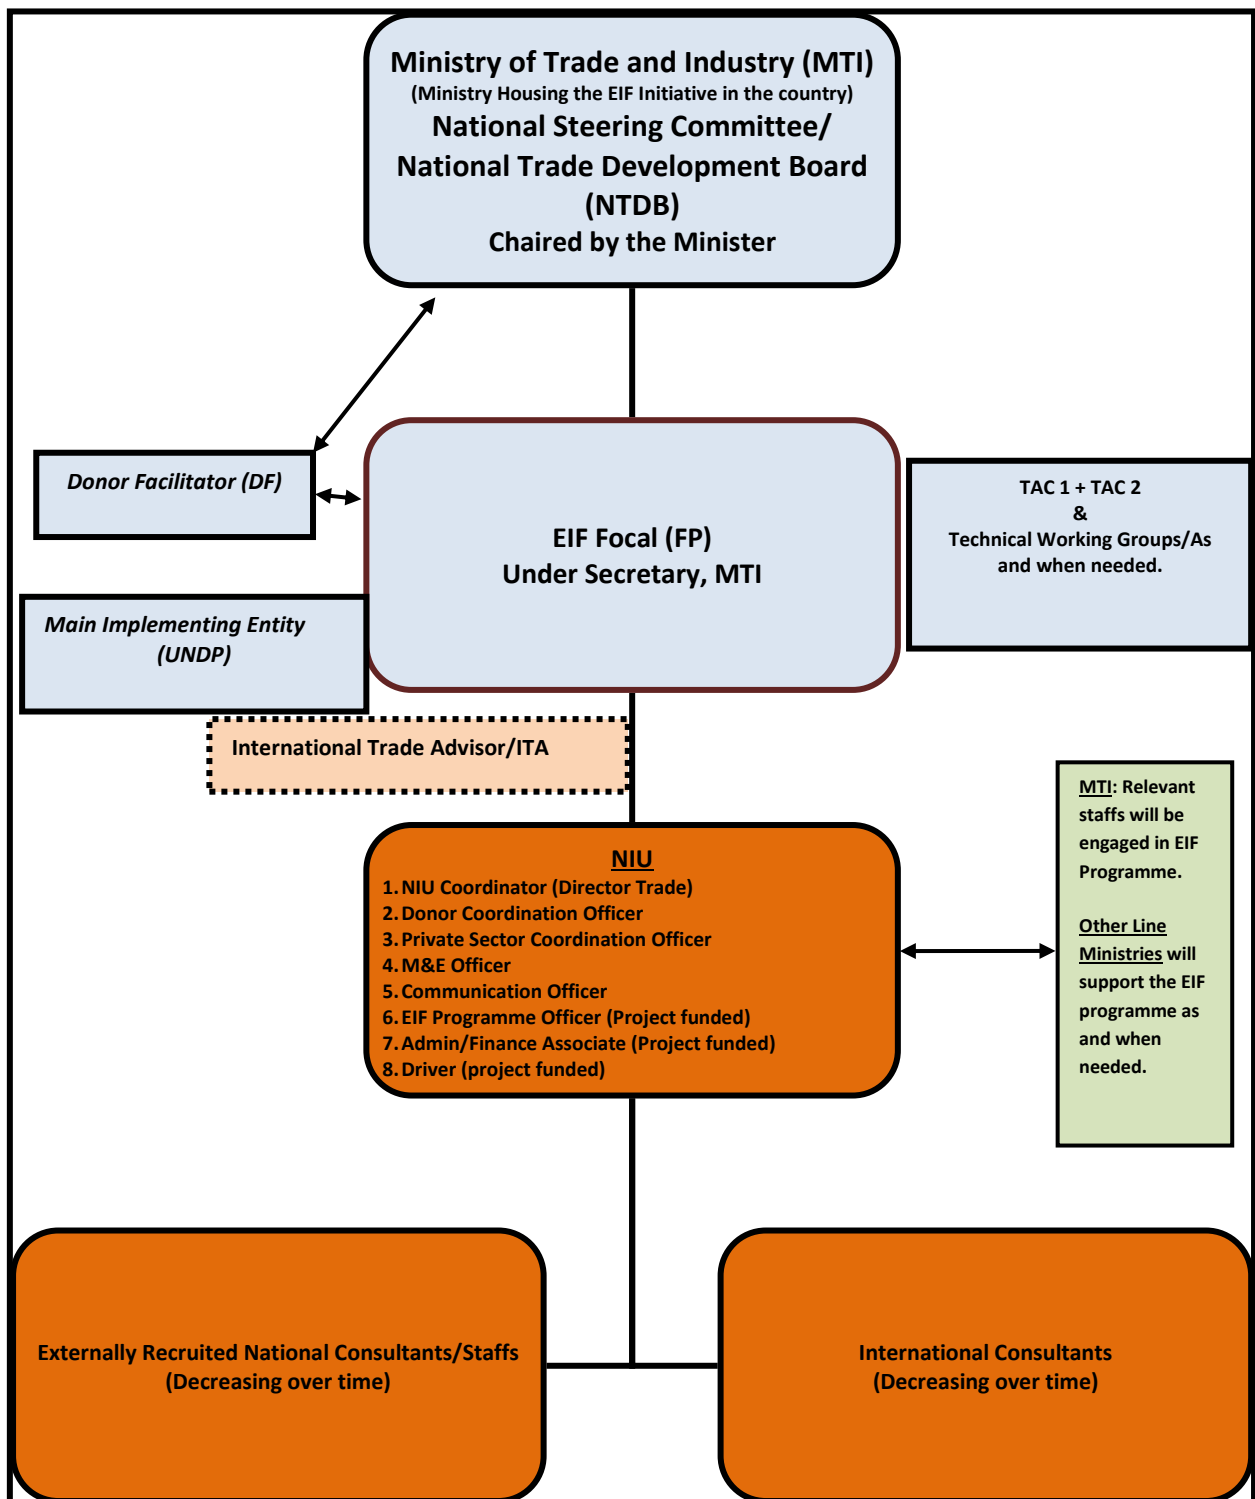 Ministry of Trade and Industry (MTI)
(Ministry Housing the EIF Initiative in the country)
National Steering Committee/
National Trade Development Board
(NTDB)
Chaired by the Minister
Donor Facilitator (DF)
EIF Focal (FP)
Under Secretary, MTI
TAC 1 + TAC 2
&
Technical Working Groups/As
and when needed.
Main Implementing Entity
(UNDP)
International Trade Advisor/ITA
NIU
1. NIU Coordinator (Director Trade)
2. Donor Coordination Officer
3. Private Sector Coordination Officer
4. M&E Officer
5. Communication Officer
6. EIF Programme Officer (Project funded)
7. Admin/Finance Associate (Project funded)
8. Driver (project funded)
MTI: Relevant
staffs will be
engaged in EIF
Programme.
Other Line
Ministries will
support the EIF
programme as
and when
needed.
Externally Recruited National Consultants/Staffs
(Decreasing over time)
International Consultants
(Decreasing over time)